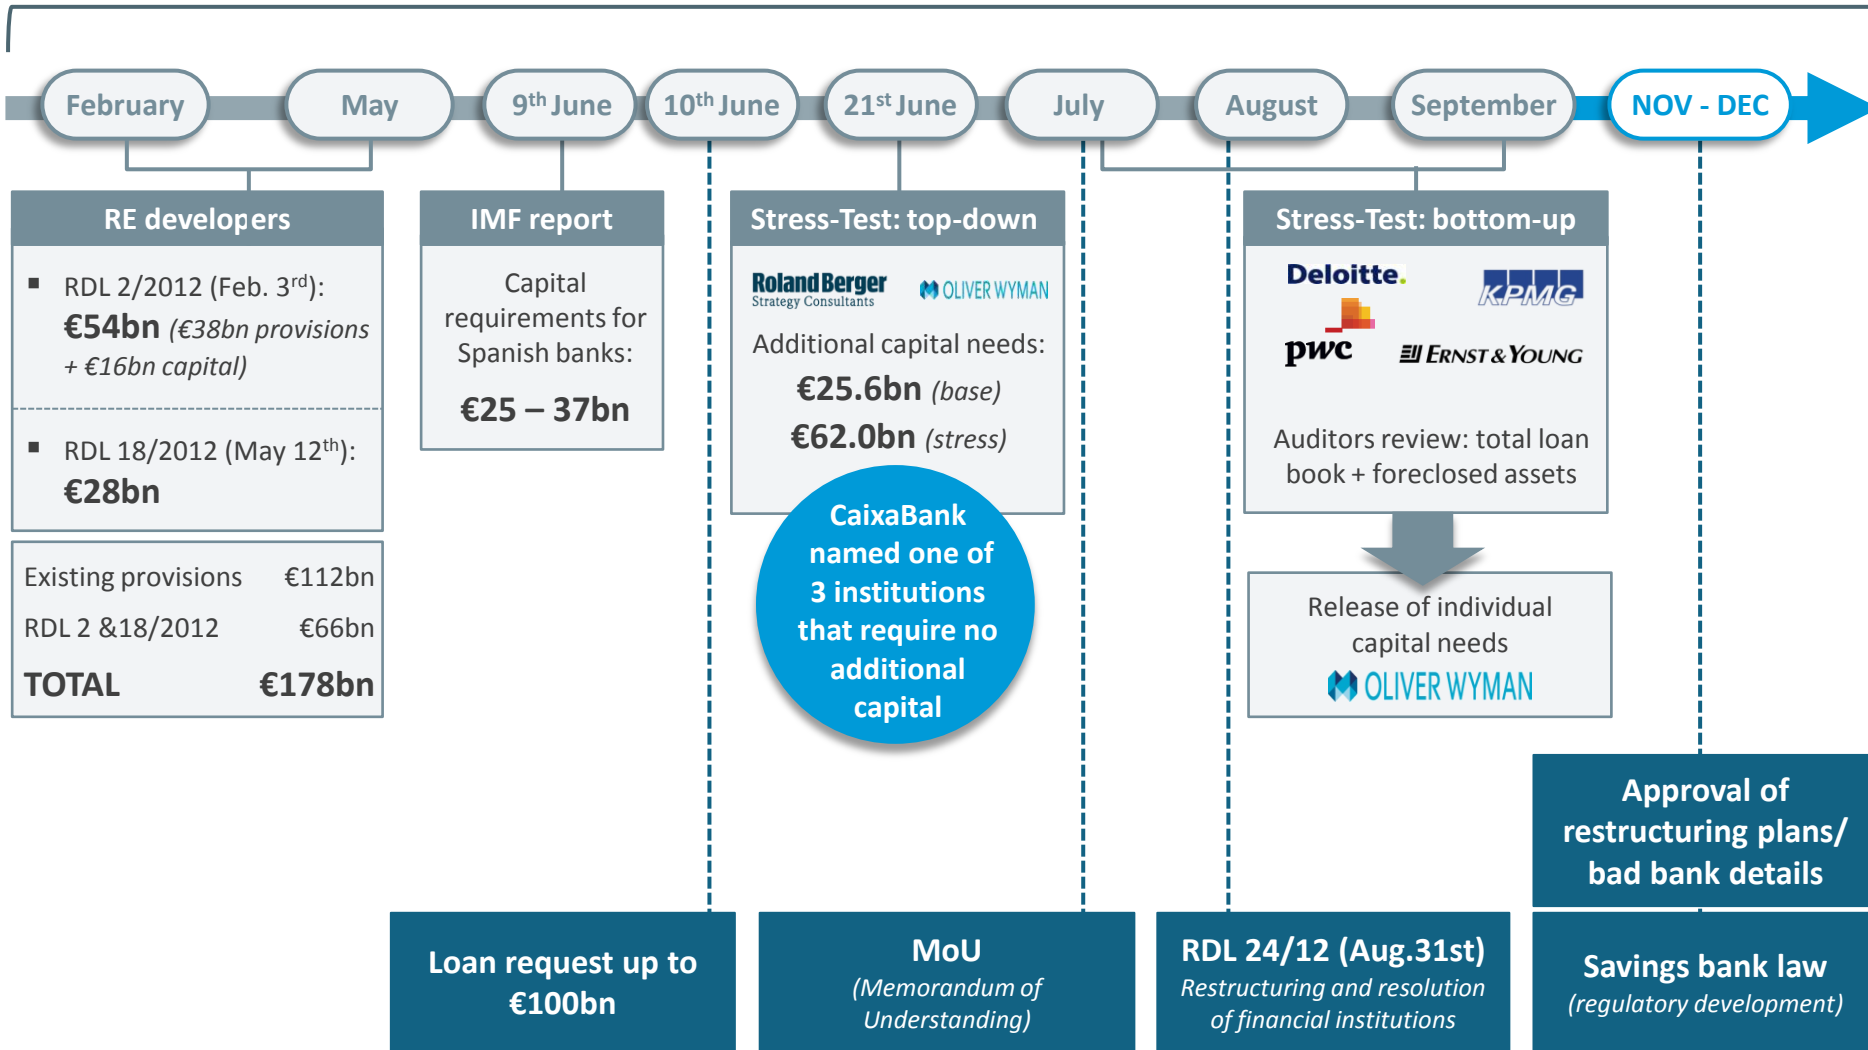 February
May
9th June
10th June
21st June
July
August
September
NOV - DEC
RE developers
▪ RDL 2/2012 (Feb. 3rd):
€54bn (€38bn provisions
+ €16bn capital)
▪ RDL 18/2012 (May 12th):
€28bn
Existing provisions €112bn
RDL 2 &18/2012 €66bn
TOTAL €178bn
IMF report
Capital
requirements for
Spanish banks:
€25 – 37bn
Stress-Test: top-down
Roland Berger
Strategy Consultants
OLIVER WYMAN
Additional capital needs:
€25.6bn (base)
€62.0bn (stress)
CaixaBank
named one of
3 institutions
that require no
additional
capital
Stress-Test: bottom-up
Deloitte.
KPMG
pwc
ERNST & YOUNG
Auditors review: total loan
book + foreclosed assets
Release of individual
capital needs
OLIVER WYMAN
Approval of
restructuring plans/
bad bank details
Loan request up to
€100bn
MoU
(Memorandum of
Understanding)
RDL 24/12 (Aug.31st)
Restructuring and resolution
of financial institutions
Savings bank law
(regulatory development)